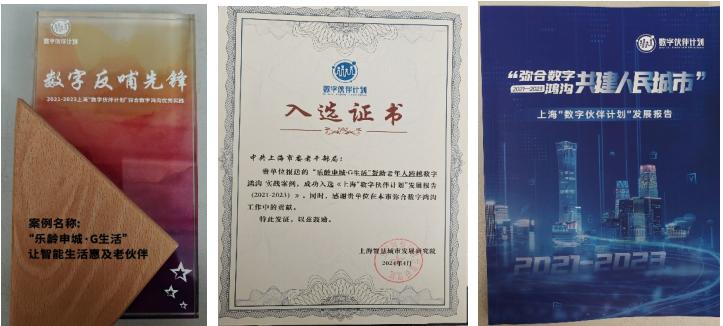 数字伙伴计划
数字反哺先锋
2021-2023上海“数字伙伴计划”弥合数字鸿沟优秀实践
案例名称:
“乐龄申城·G生活”
让智能生活惠及老伙伴
数字伙伴计划
入选证书
中共上海市委老干部局:
贵单位报送的“乐龄申城·G生活”帮助老年人跨越数字
鸿沟 实践案例,成功入选《上海“数字伙伴计划”发展报告
(2021-2023)》。同时,感谢贵单位在本市弥合数字鸿沟
工作中的贡献。
特此发证,以兹鼓励。
上海智慧城市发展研究院
2024年4月
数字伙伴计划
“弥合数字鸿沟 共建人民城市”
2021—2023
上海“数字伙伴计划”发展报告
2021-2023